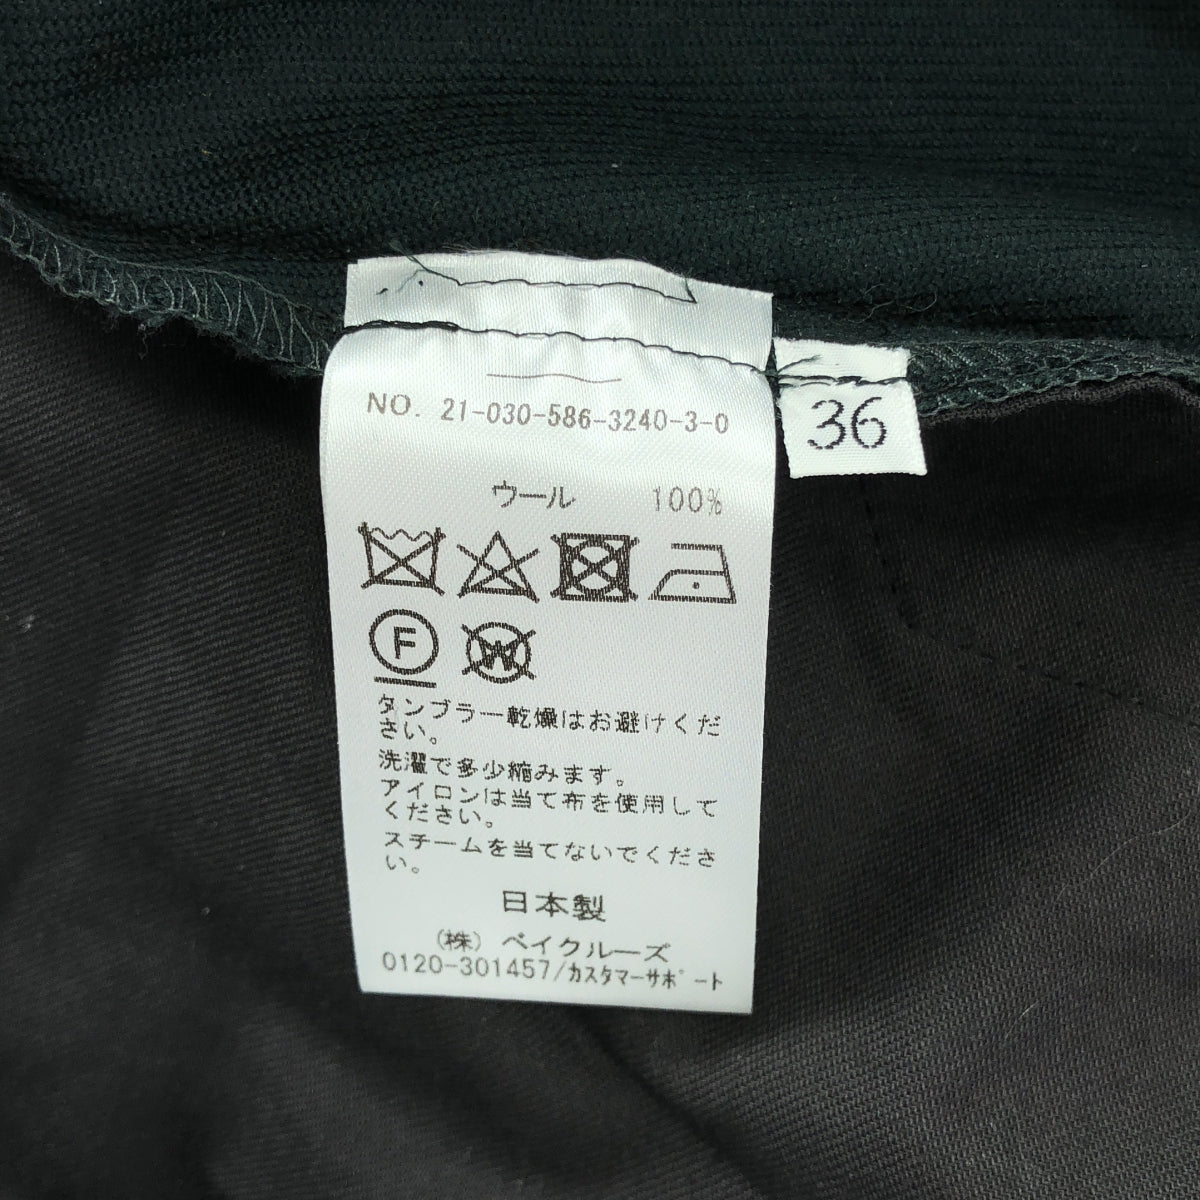 NO. 21-030-586-3240-3-0
36
ウール 100%
F
W
タンブラー乾燥はお避けくだ
さい。
洗濯で多少縮みます。
アイロンは当て布を使用して
ください。
スチームを当てないでくださ
い。
日本製
(株) ベイクルーズ
0120-301457/カスタマーサポート